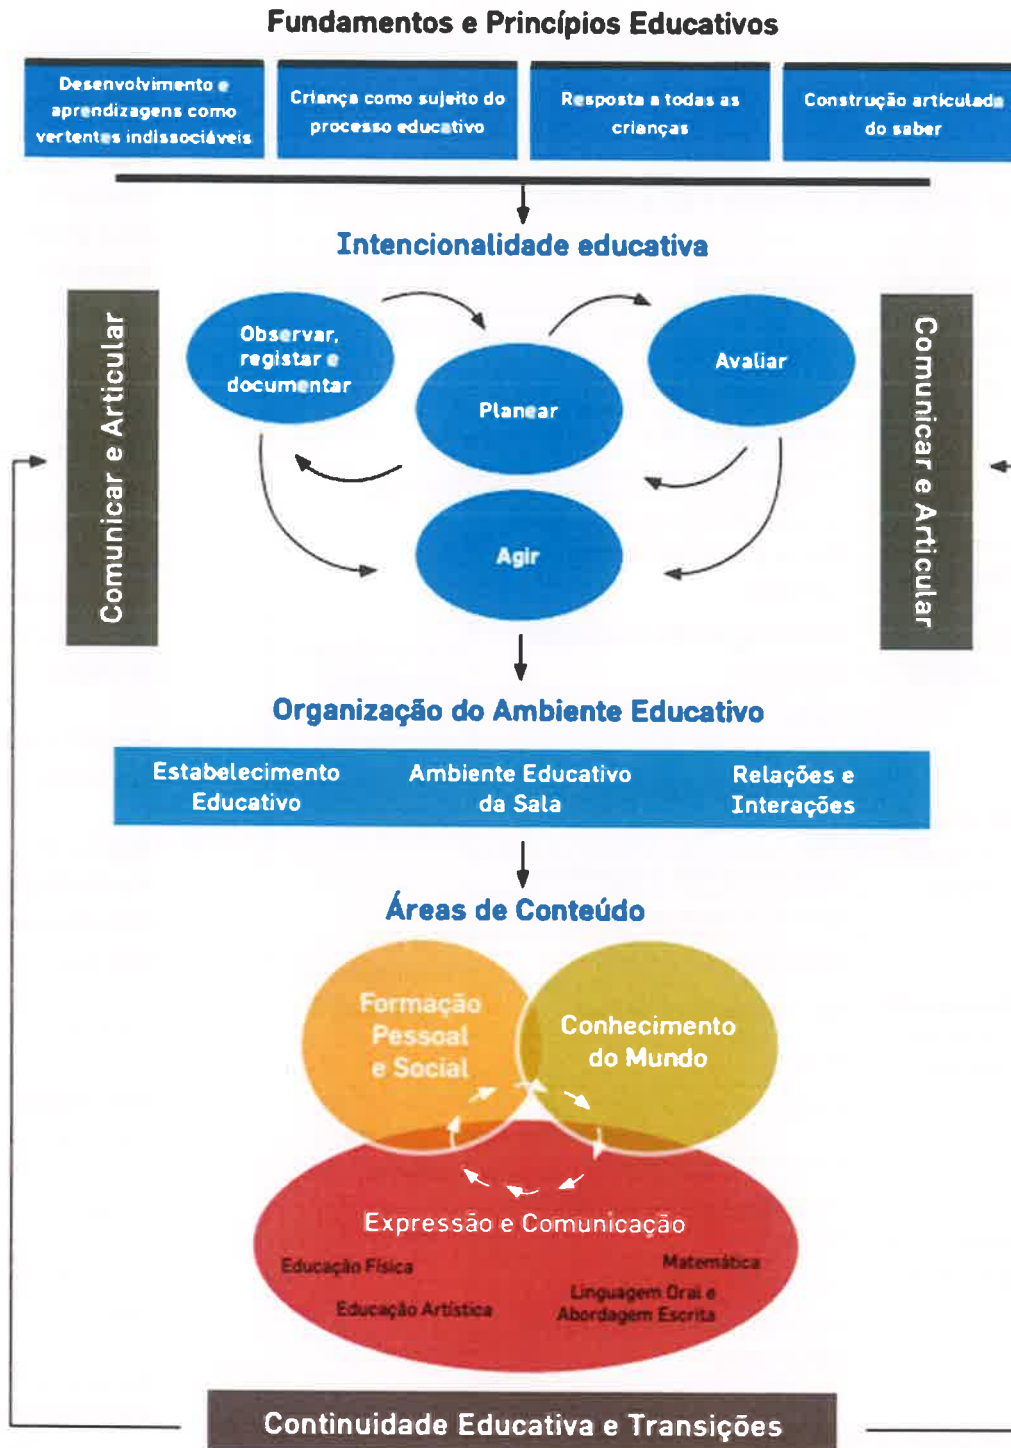 Fundamentos e Princípios Educativos
Desenvolvimento e
aprendizagens como
vertentes indissociáveis
Criança como sujeito do
processo educativo
Resposta a todas as
crianças
Construção articulada
do saber
Intencionalidade educativa
Comunicar e Articular
Observar,
registar e
documentar
Planear
Avaliar
Agir
Comunicar e Articular
Organização do Ambiente Educativo
Estabelecimento
Educativo
Ambiente Educativo
da Sala
Relações e
Interações
Áreas de Conteúdo
Formação
Pessoal
e Social
Conhecimento
do Mundo
Expressão e Comunicação
Educação Física
Educação Artística
Matemática
Linguagem Oral e
Abordagem Escrita
Continuidade Educativa e Transições